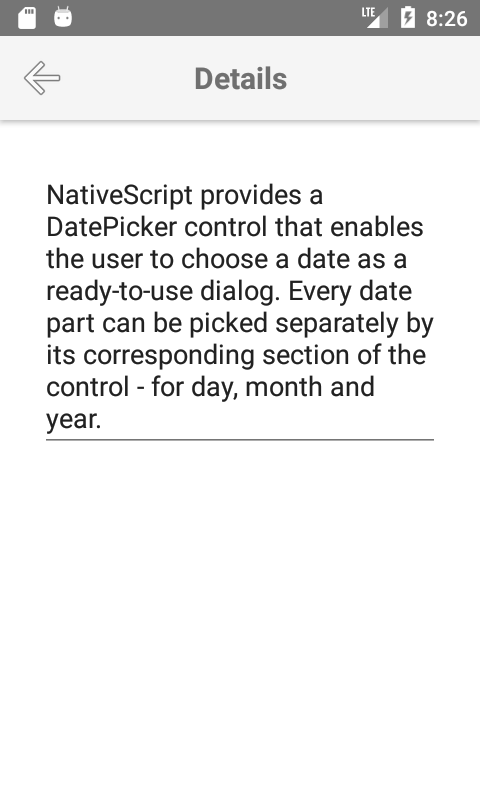 LTE 8:26
Details
NativeScript provides a
DatePicker control that enables
the user to choose a date as a
ready-to-use dialog. Every date
part can be picked separately by
its corresponding section of the
control - for day, month and
year.